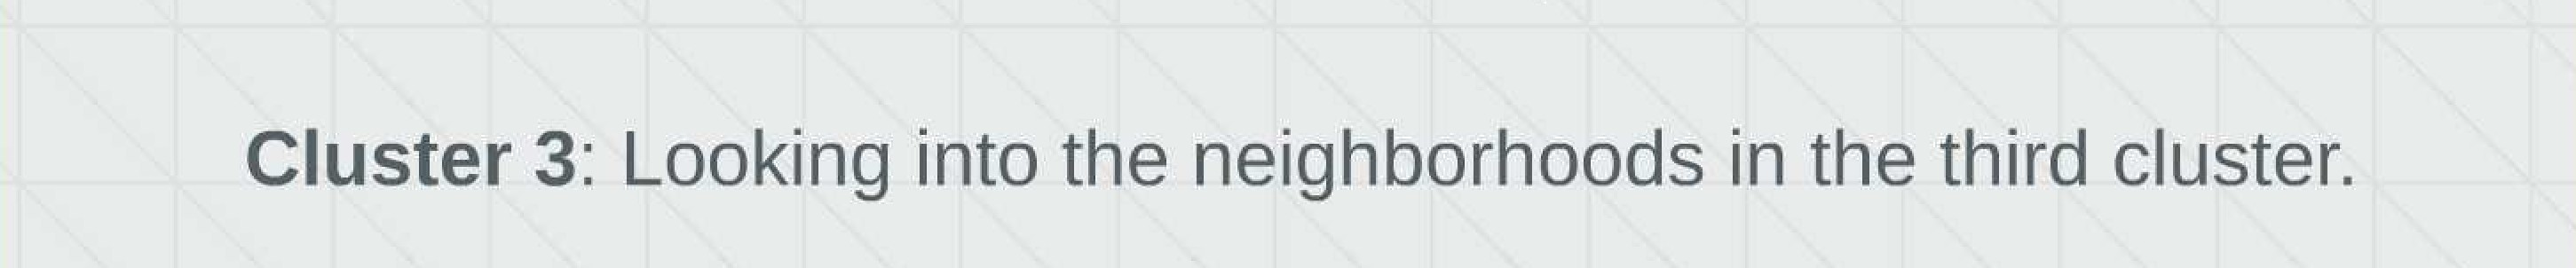 Cluster 3: Looking into the neighborhoods in the third cluster.